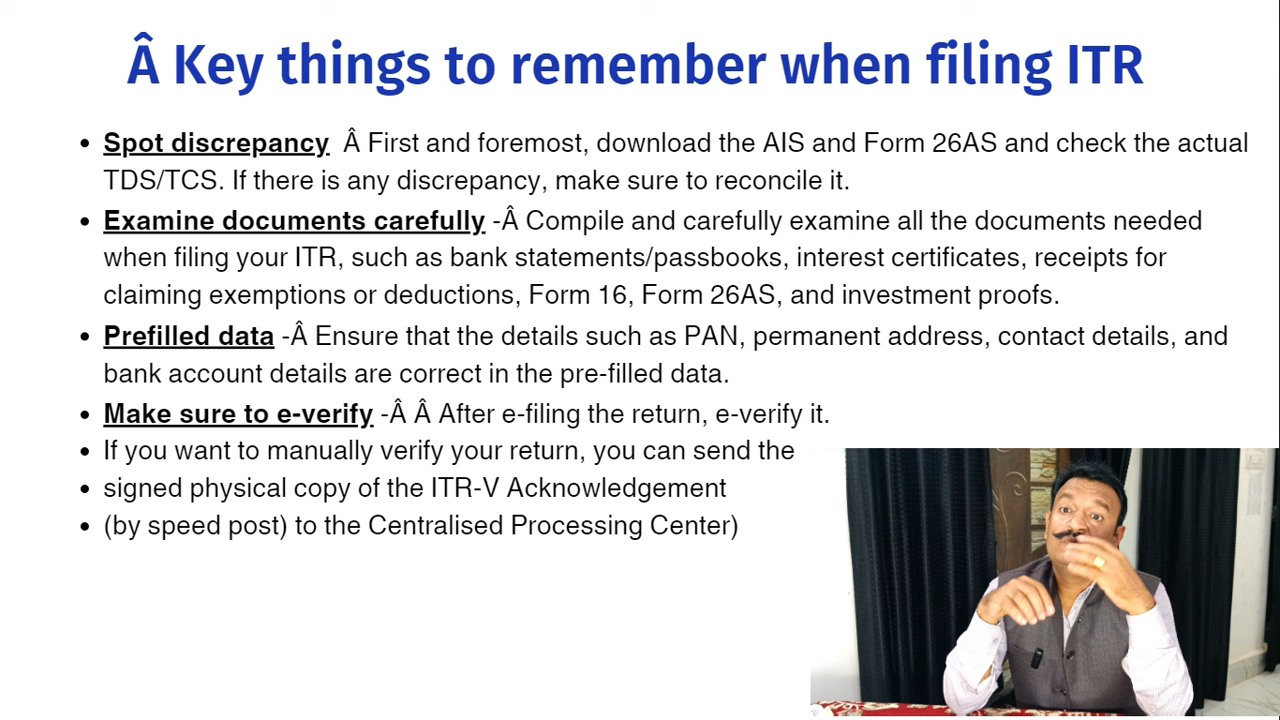 Â Key things to remember when filing ITR
• Spot discrepancy  Â First and foremost, download the AIS and Form 26AS and check the actual
TDS/TCS. If there is any discrepancy, make sure to reconcile it.
• Examine documents carefully -Â Compile and carefully examine all the documents needed
when filing your ITR, such as bank statements/passbooks, interest certificates, receipts for
claiming exemptions or deductions, Form 16, Form 26AS, and investment proofs.
• Prefilled data -Â Ensure that the details such as PAN, permanent address, contact details, and
bank account details are correct in the pre-filled data.
• Make sure to e-verify -Â Â After e-filing the return, e-verify it.
• If you want to manually verify your return, you can send the
• signed physical copy of the ITR-V Acknowledgement
• (by speed post) to the Centralised Processing Center)